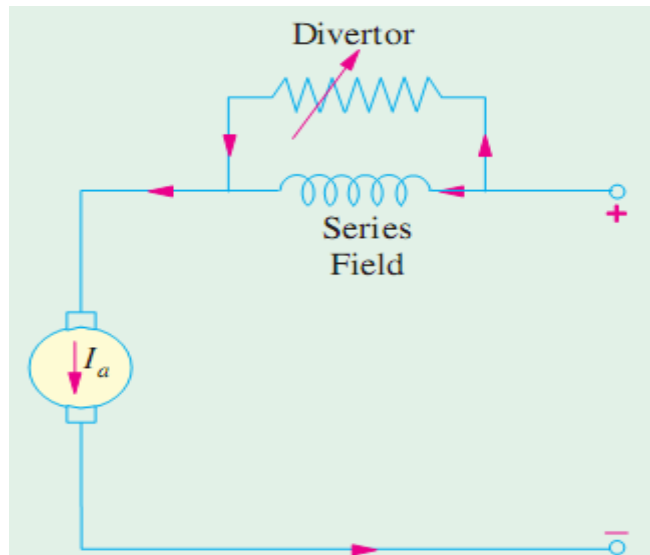 Divertor
Series
Field
+
I_a
−